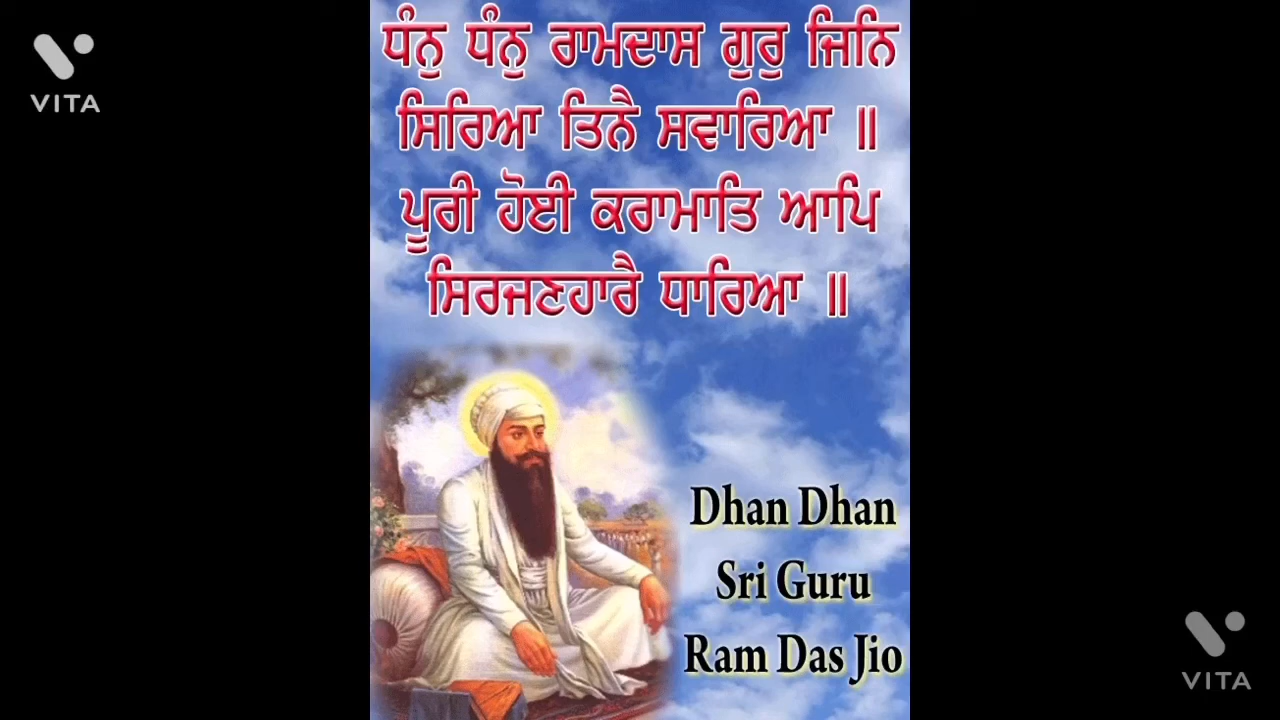 VITA
ਧੰਨੁ ਧੰਨੁ ਰਾਮਦਾਸ ਗੁਰੁ ਜਿਨਿ
ਸਿਰਿਆ ਤਿਨੈ ਸਵਾਰਿਆ ॥
ਪੂਰੀ ਹੋਈ ਕਰਾਮਾਤਿ ਆਪਿ
ਸਿਰਜਣਹਾਰੈ ਧਾਰਿਆ ॥
Dhan Dhan
Sri Guru
Ram Das Jio
VITA